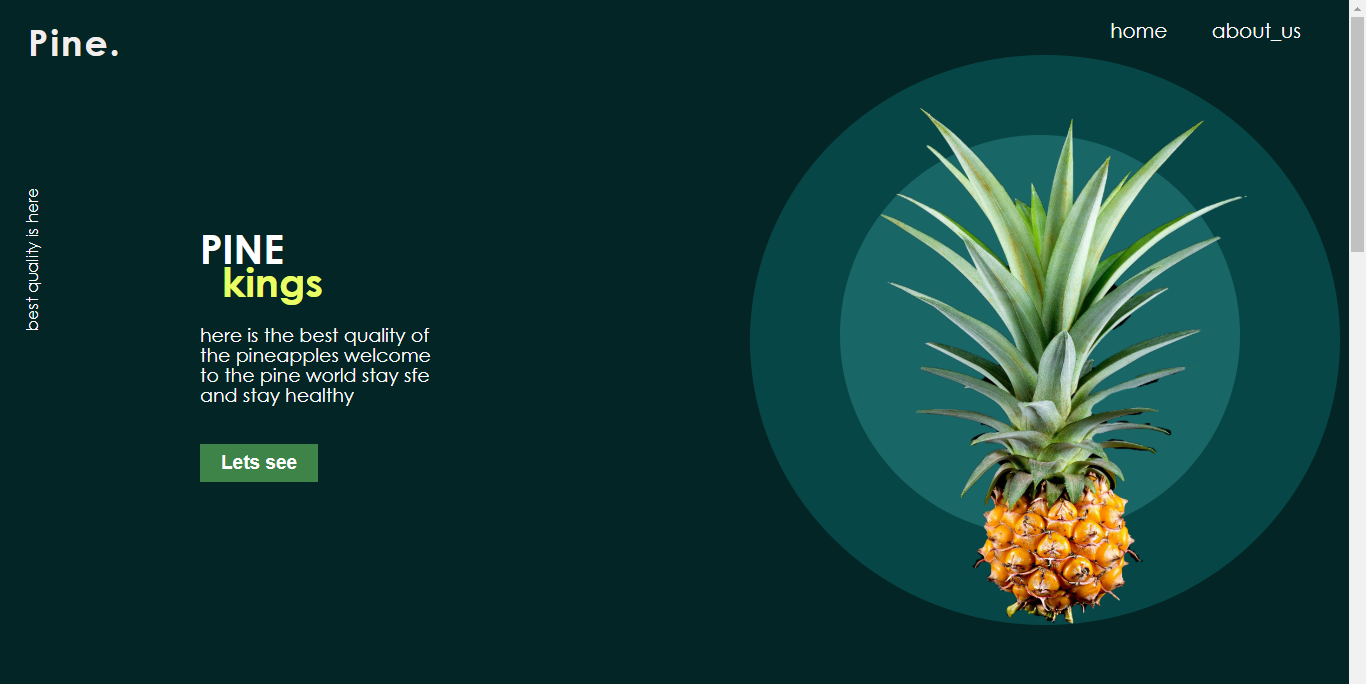 Pine.
home about_us
best quality is here
PINE
kings
here is the best quality of
the pineapples welcome
to the pine world stay sfe
and stay healthy
Lets see